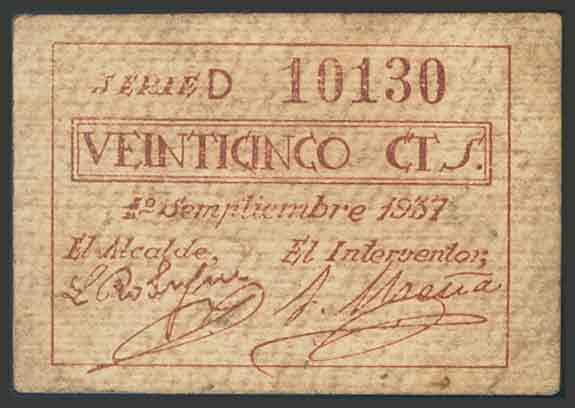 SERIE D 10130
VEINTICINCO CTS.
1º Semptiembre 1937
El Alcalde, El Interventor,